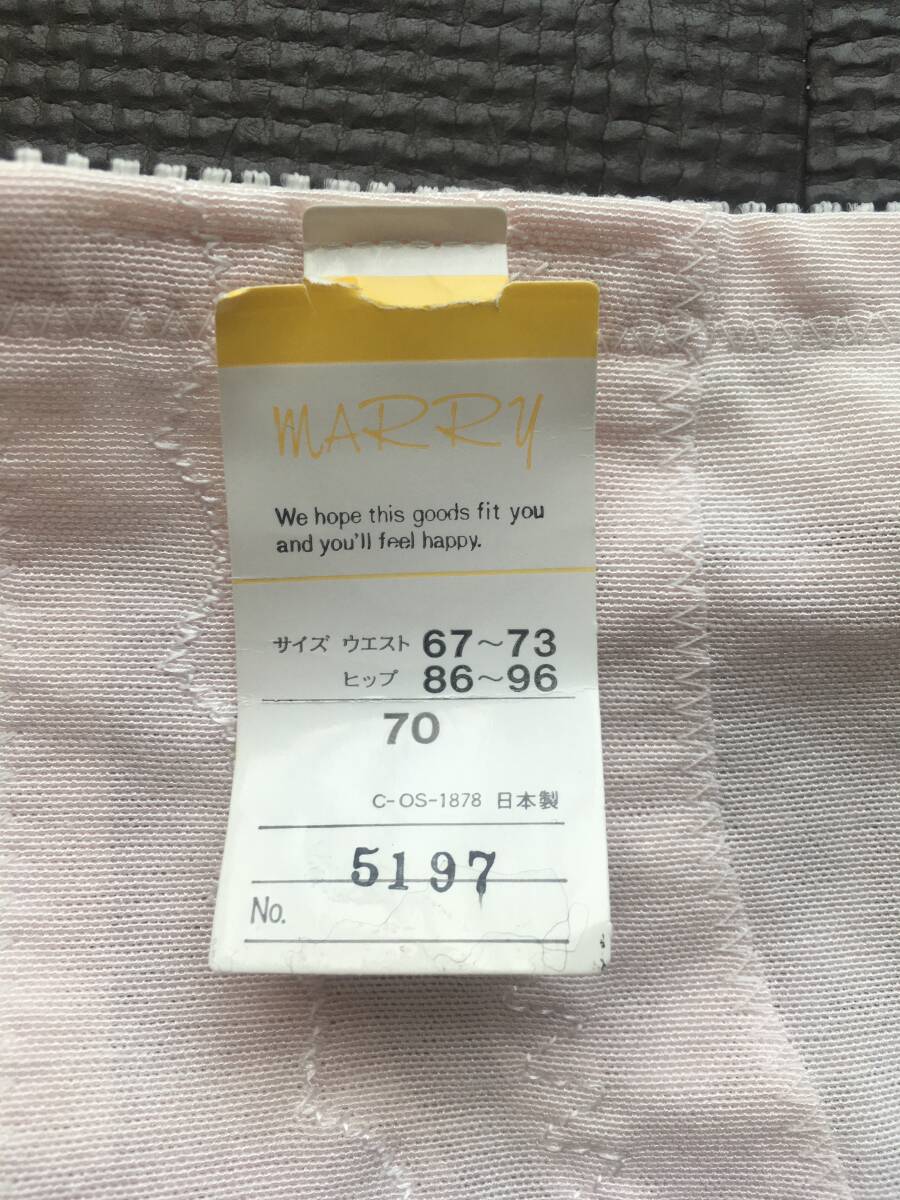 MARRY
We hope this goods fit you
and you'll feel happy.
サイズ ウエスト 67~73
ヒップ 86~96
70
C-OS-1878 日本製
5197
No.